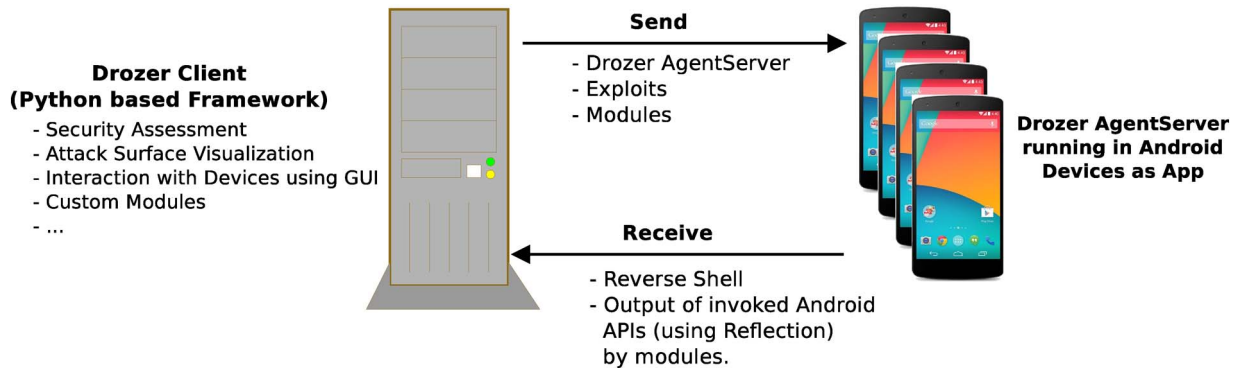 Drozer Client
(Python based Framework)
- Security Assessment
- Attack Surface Visualization
- Interaction with Devices using GUI
- Custom Modules
- ...
Send
- Drozer AgentServer
- Exploits
- Modules
Receive
- Reverse Shell
- Output of invoked Android
APIs (using Reflection)
by modules.
Drozer AgentServer
running in Android
Devices as App